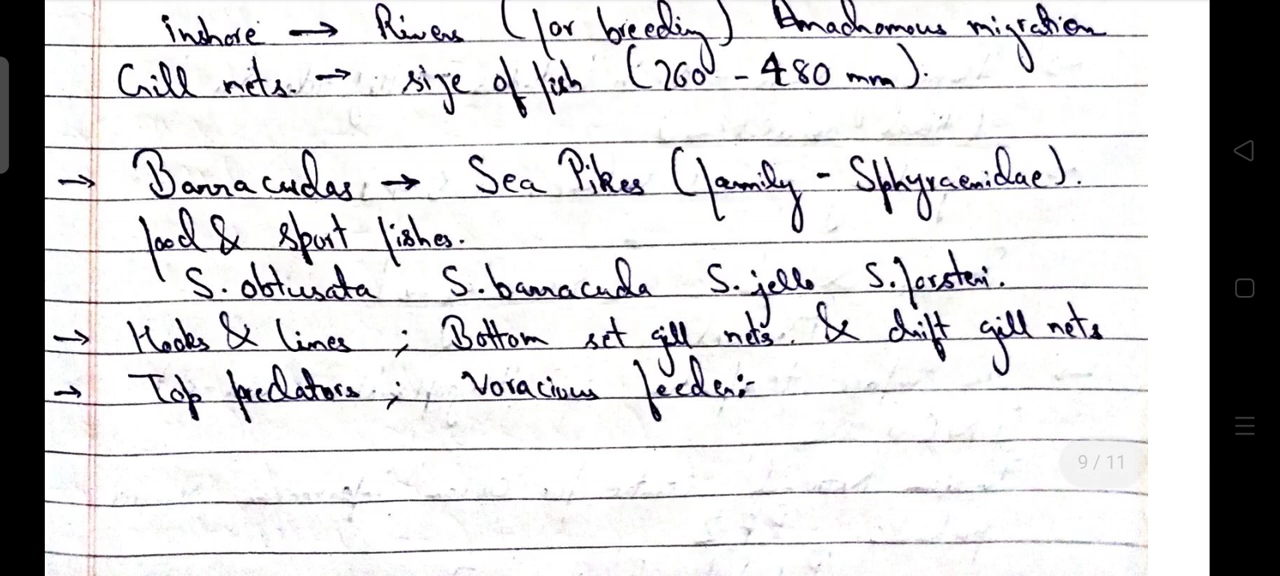 inshore → Rivers (for breeding) Anadromous migration
Gill nets. → size of fish (260 - 480 mm).
→ Barracudas → Sea Pikes (family - Sphyraenidae).
food & sport fishes.
S. obtusata S. barracuda S. jello S. forsteri.
→ Hooks & lines ; Bottom set gill nets. & drift gill nets
→ Top predators ; Voracious feeder:-
9 / 11